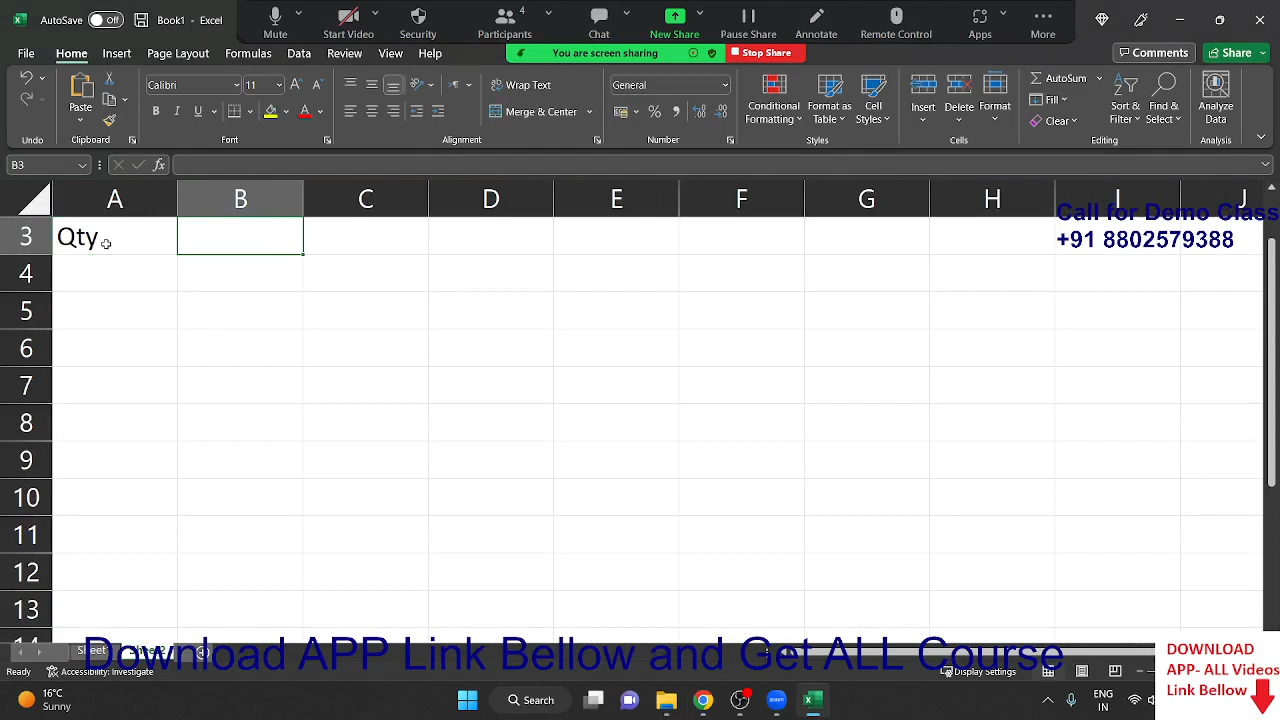 AutoSave Off Book1 - Excel
Mute Start Video Security Participants 4 Chat New Share Pause Share Annotate Remote Control Apps More
File Home Insert Page Layout Formulas Data Review View Help
You are screen sharing Stop Share
Comments Share
Paste Calibri 11 Wrap Text General Conditional Formatting Format as Table Cell Styles Insert Delete Format AutoSum Sort & Filter Find & Select Analyze Data
Merge & Center Fill
Clear
Undo Clipboard Font Alignment Number Styles Cells Editing Analysis
B3 fx
A B C D E F G H I J
Call for Demo Class
+91 8802579388
3 Qty
4
5
6
7
8
9
10
11
12
13
14
Download APP Link Bellow and Get ALL Course
DOWNLOAD
APP- ALL Videos
Link Bellow
Ready Accessibility: Investigate Display Settings
16°C
Sunny
Search
ENG
IN
zoom